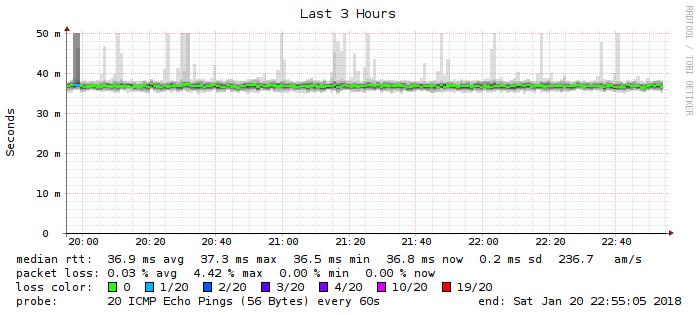 Last 3 Hours
RRDTOOL / TOBI OETIKER
Seconds
50 m
40 m
30 m
20 m
10 m
0
20:00 20:20 20:40 21:00 21:20 21:40 22:00 22:20 22:40
median rtt: 36.9 ms avg 37.3 ms max 36.5 ms min 36.8 ms now 0.2 ms sd 236.7 am/s
packet loss: 0.03 % avg 4.42 % max 0.00 % min 0.00 % now
loss color: 0 1/20 2/20 3/20 4/20 10/20 19/20
probe: 20 ICMP Echo Pings (56 Bytes) every 60s end: Sat Jan 20 22:55:05 2018